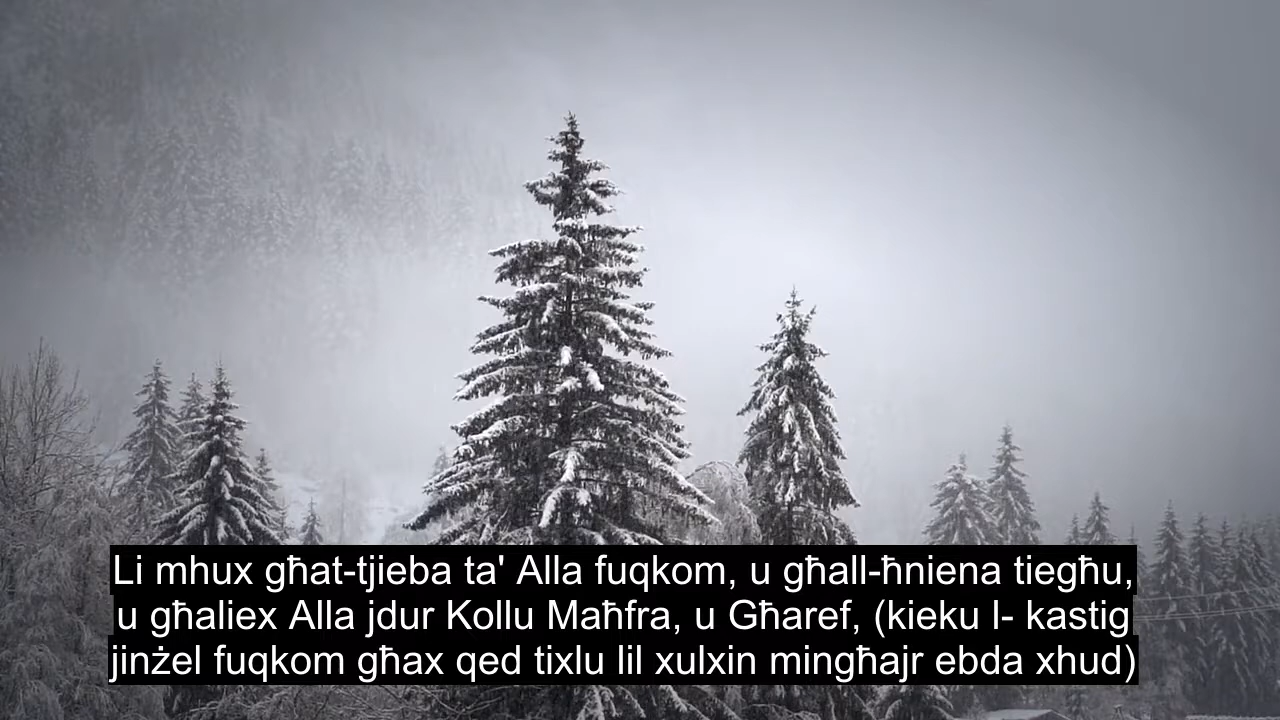 Li mhux għat-tjieba ta' Alla fuqkom, u għall-ħniena tiegħu,
u għaliex Alla jdur Kollu Maħfra, u Għaref, (kieku l- kastig
jinżel fuqkom għax qed tixlu lil xulxin mingħajr ebda xhud)